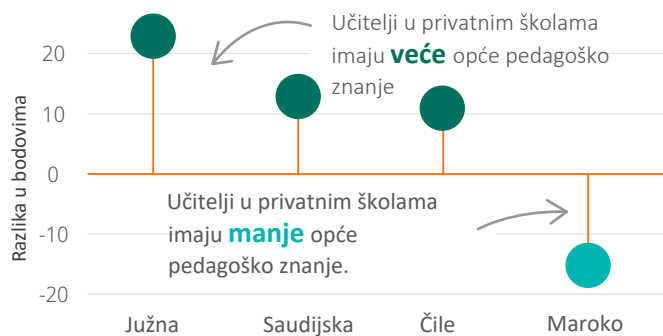 Učitelji u privatnim školama
imaju veće opće pedagoško
znanje
20
10
0
-10
-20
Razlika u bodovima
Učitelji u privatnim školama
imaju manje opće
pedagoško znanje.
Južna
Saudijska
Čile
Maroko